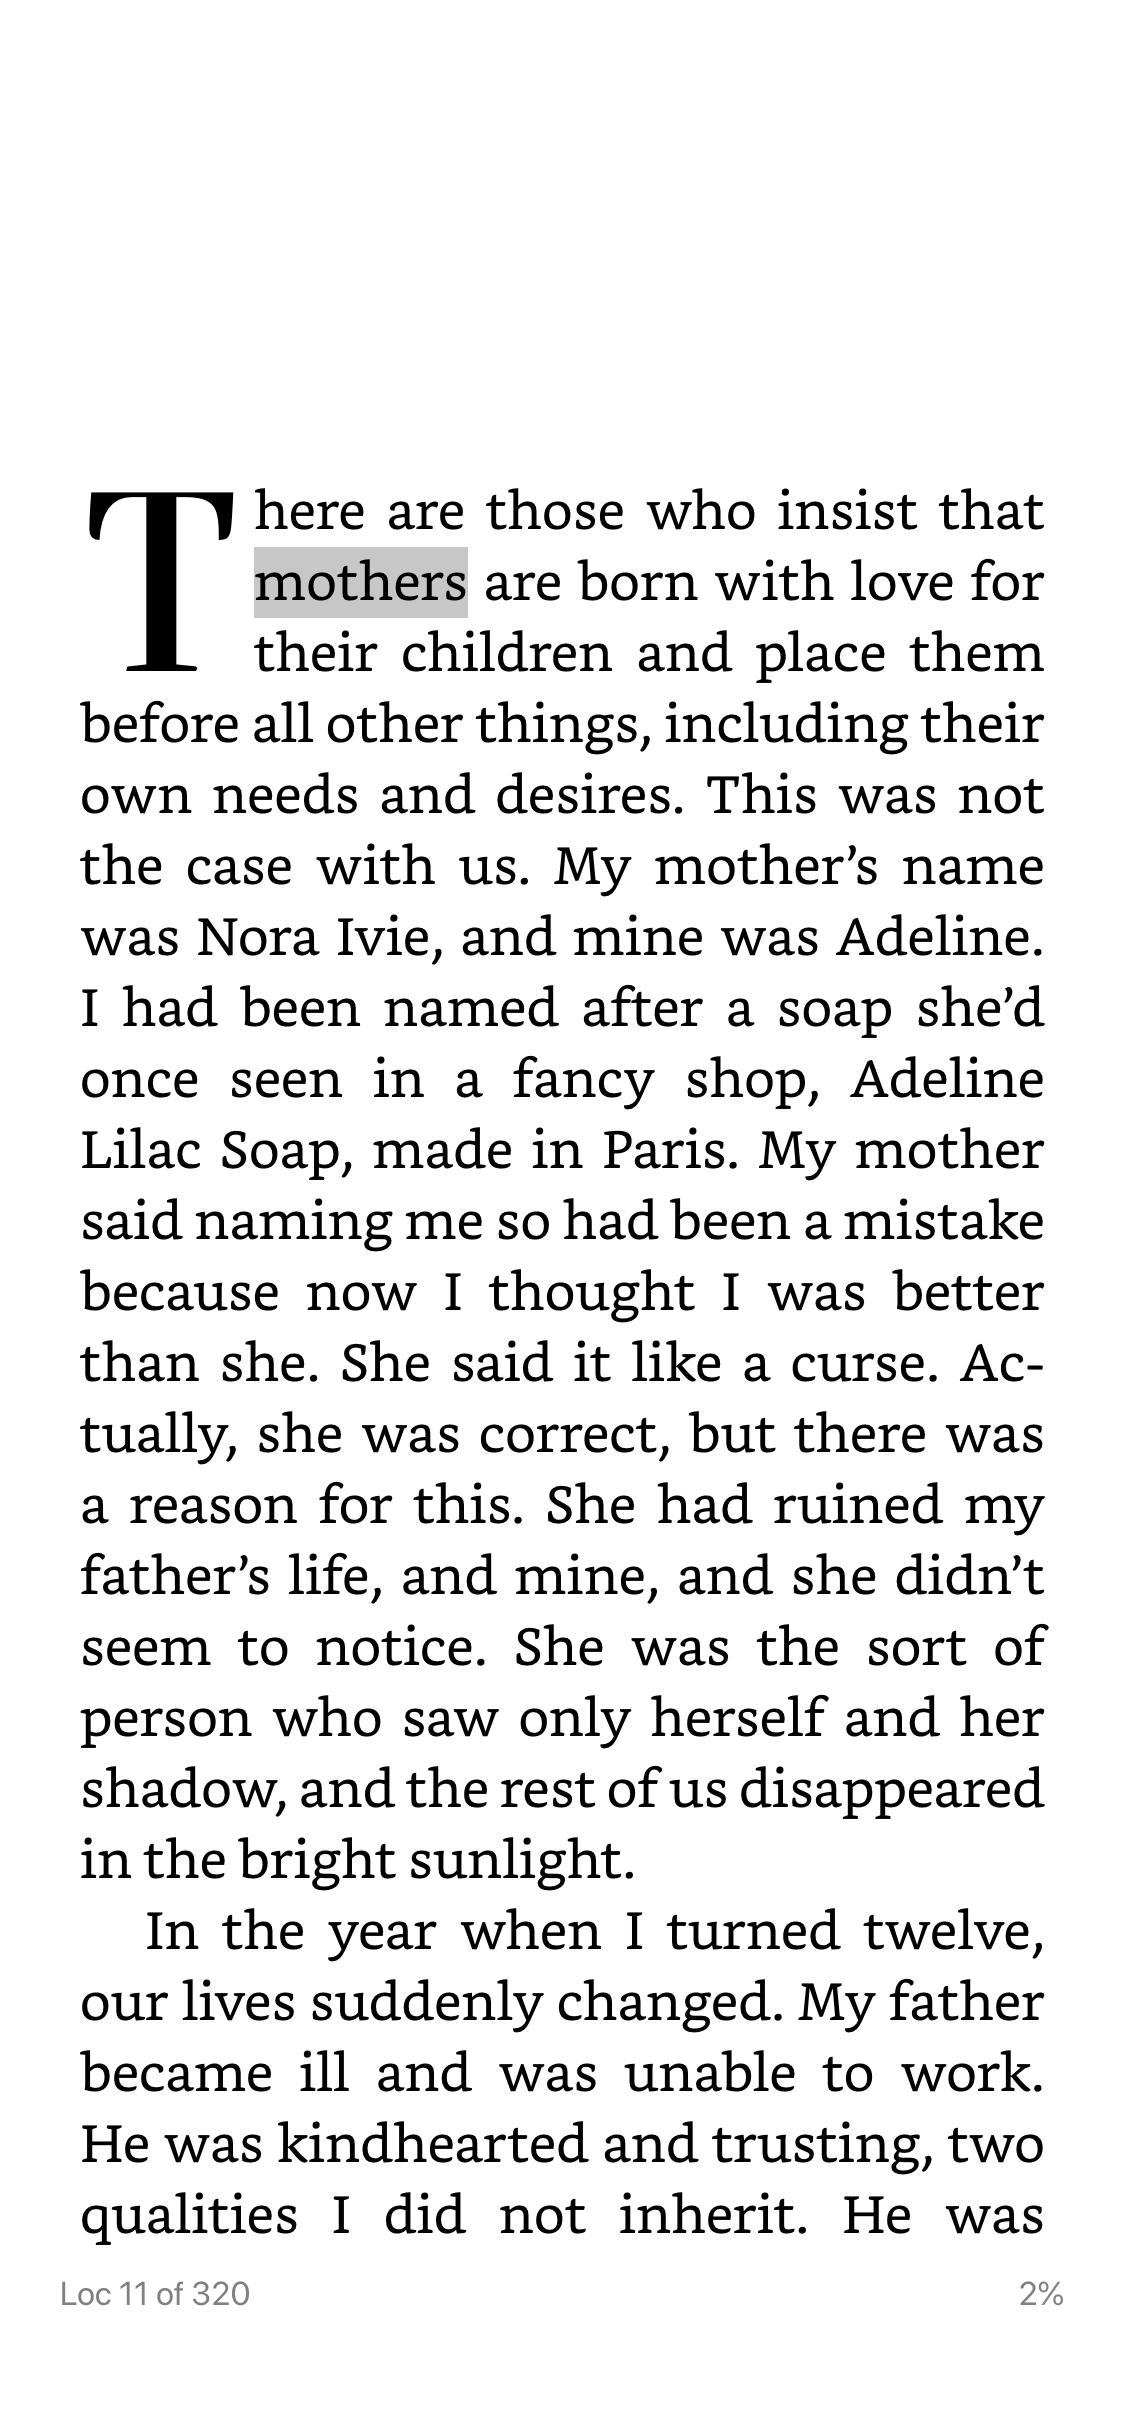 There are those who insist that
mothers are born with love for
their children and place them
before all other things, including their
own needs and desires. This was not
the case with us. My mother’s name
was Nora Ivie, and mine was Adeline.
I had been named after a soap she’d
once seen in a fancy shop, Adeline
Lilac Soap, made in Paris. My mother
said naming me so had been a mistake
because now I thought I was better
than she. She said it like a curse. Ac-
tually, she was correct, but there was
a reason for this. She had ruined my
father’s life, and mine, and she didn’t
seem to notice. She was the sort of
person who saw only herself and her
shadow, and the rest of us disappeared
in the bright sunlight.
In the year when I turned twelve,
our lives suddenly changed. My father
became ill and was unable to work.
He was kindhearted and trusting, two
qualities I did not inherit. He was
Loc 11 of 320 2%